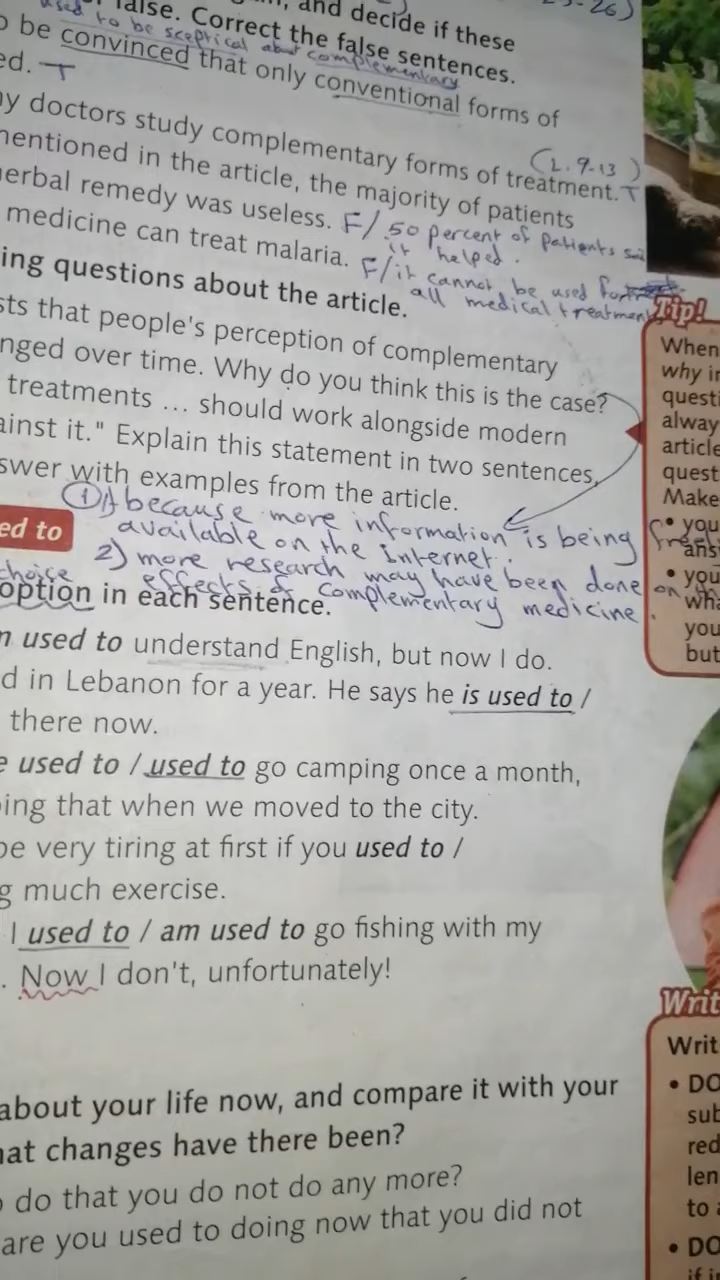 5-26)
false. Correct the false sentences.
, and decide if these
used to be sceptical about complementary
be convinced that only conventional forms of
ed. T
y doctors study complementary forms of treatment. T
(L. 9-13)
mentioned in the article, the majority of patients
erbal remedy was useless. F/ 50 percent of patients
it helped.
medicine can treat malaria. F/ it cannot be used for
all medical treatments
ing questions about the article.
sts that people's perception of complementary
nged over time. Why do you think this is the case?
treatments ... should work alongside modern
ainst it." Explain this statement in two sentences,
swer with examples from the article.
① because more information is being
available on the internet.
ed to
2) more research may have been done on
choice effects of complementary medicine.
option in each sentence.
n used to understand English, but now I do.
d in Lebanon for a year. He says he is used to /
there now.
e used to / used to go camping once a month,
ing that when we moved to the city.
be very tiring at first if you used to /
g much exercise.
I used to / am used to go fishing with my
. Now I don't, unfortunately!
about your life now, and compare it with your
hat changes have there been?
do that you do not do any more?
are you used to doing now that you did not
Tip!
When
why i
questi
alway
article
quest
Make
• you
ans
• you
wha
you
but
Writ
Writ
• DO
sub
red
len
to a
• DO